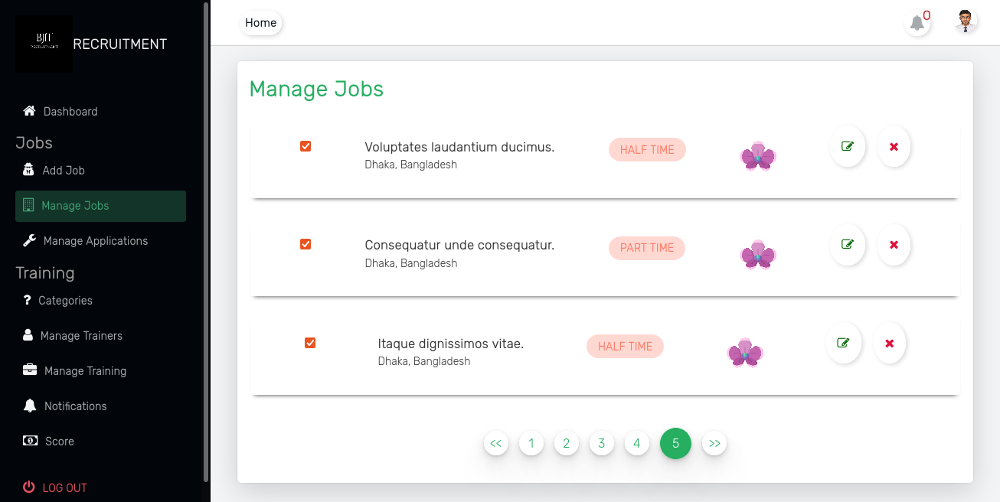 BJIT
RECRUITMENT
RECRUITMENT
Dashboard
Jobs
Add Job
Manage Jobs
Manage Applications
Training
Categories
Manage Trainers
Manage Training
Notifications
Score
LOG OUT
Home
0
Manage Jobs
Voluptates laudantium ducimus.
Dhaka, Bangladesh
HALF TIME
Consequatur unde consequatur.
Dhaka, Bangladesh
PART TIME
Itaque dignissimos vitae.
Dhaka, Bangladesh
HALF TIME
<< 1 2 3 4 5 >>